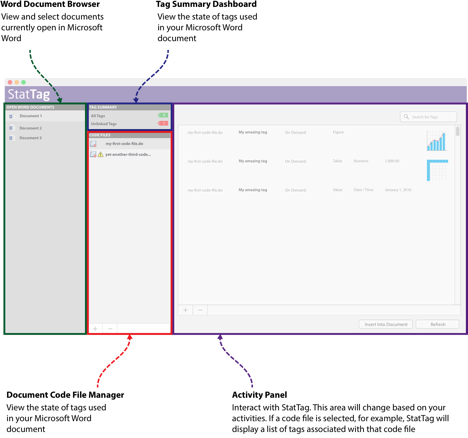 Word Document Browser
View and select documents
currently open in Microsoft
Word
Tag Summary Dashboard
View the state of tags used
in your Microsoft Word
document
StatTag
OPEN WORD DOCUMENTS
Document 1
Document 2
Document 3
TAG SUMMARY
All Tags
Unlinked Tags
CODE FILES
my-first-code-file.do
yet-another-third-code...
Search for Tags
my-first-code-file.do My amazing tag On Demand Figure
my-first-code-file.do My amazing tag On Demand Table Numeric
my-first-code-file.do My amazing tag On Demand Value Date / Time January 1, 2016
Insert Into Document
Refresh
Document Code File Manager
View the state of tags used
in your Microsoft Word
document
Activity Panel
Interact with StatTag. This area will change based on your
activities. If a code file is selected, for example, StatTag will
display a list of tags associated with that code file